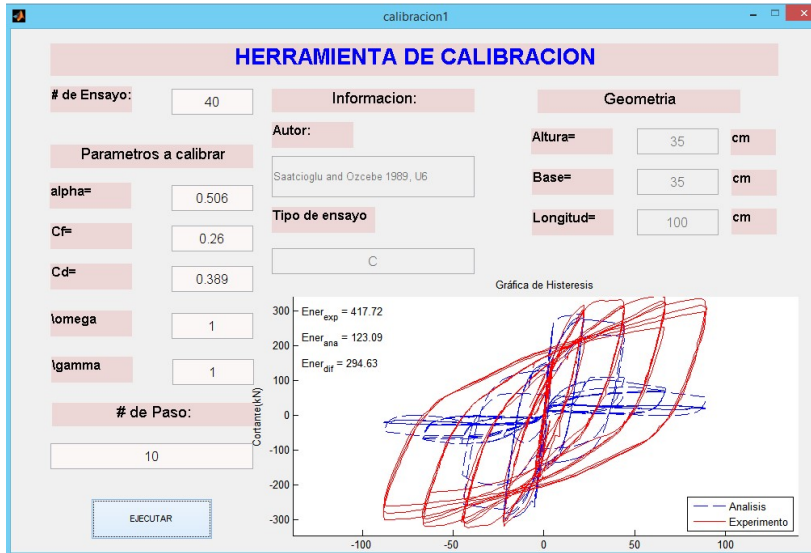 calibracion1
HERRAMIENTA DE CALIBRACION
# de Ensayo:
40
Parametros a calibrar
alpha=
0.506
Cf=
0.26
Cd=
0.389
\omega
1
\gamma
1
# de Paso:
10
EJECUTAR
Informacion:
Autor:
Saatcioglu and Ozcebe 1989, U6
Tipo de ensayo
C
Geometria
Altura=
35
cm
Base=
35
cm
Longitud=
100
cm
Gráfica de Histeresis
Ener_exp = 417.72
Ener_ana = 123.09
Ener_dif = 294.63
Cortante(kN)
300
200
100
0
-100
-200
-300
-100
-50
0
50
100
Analisis
Experimento